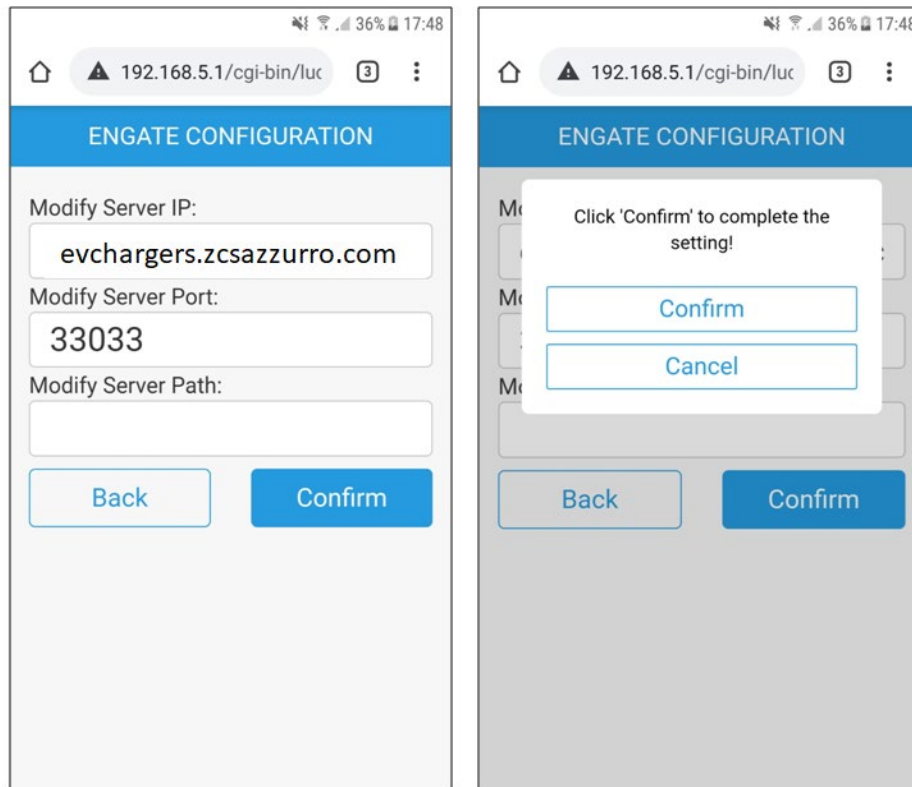 36% 17:48
192.168.5.1/cgi-bin/luc 3
ENGATE CONFIGURATION
Modify Server IP:
evchargers.zcsazzurro.com
Modify Server Port:
33033
Modify Server Path:
Back Confirm
36% 17:48
192.168.5.1/cgi-bin/luc 3
ENGATE CONFIGURATION
Click 'Confirm' to complete the
setting!
Confirm
Cancel
Back Confirm